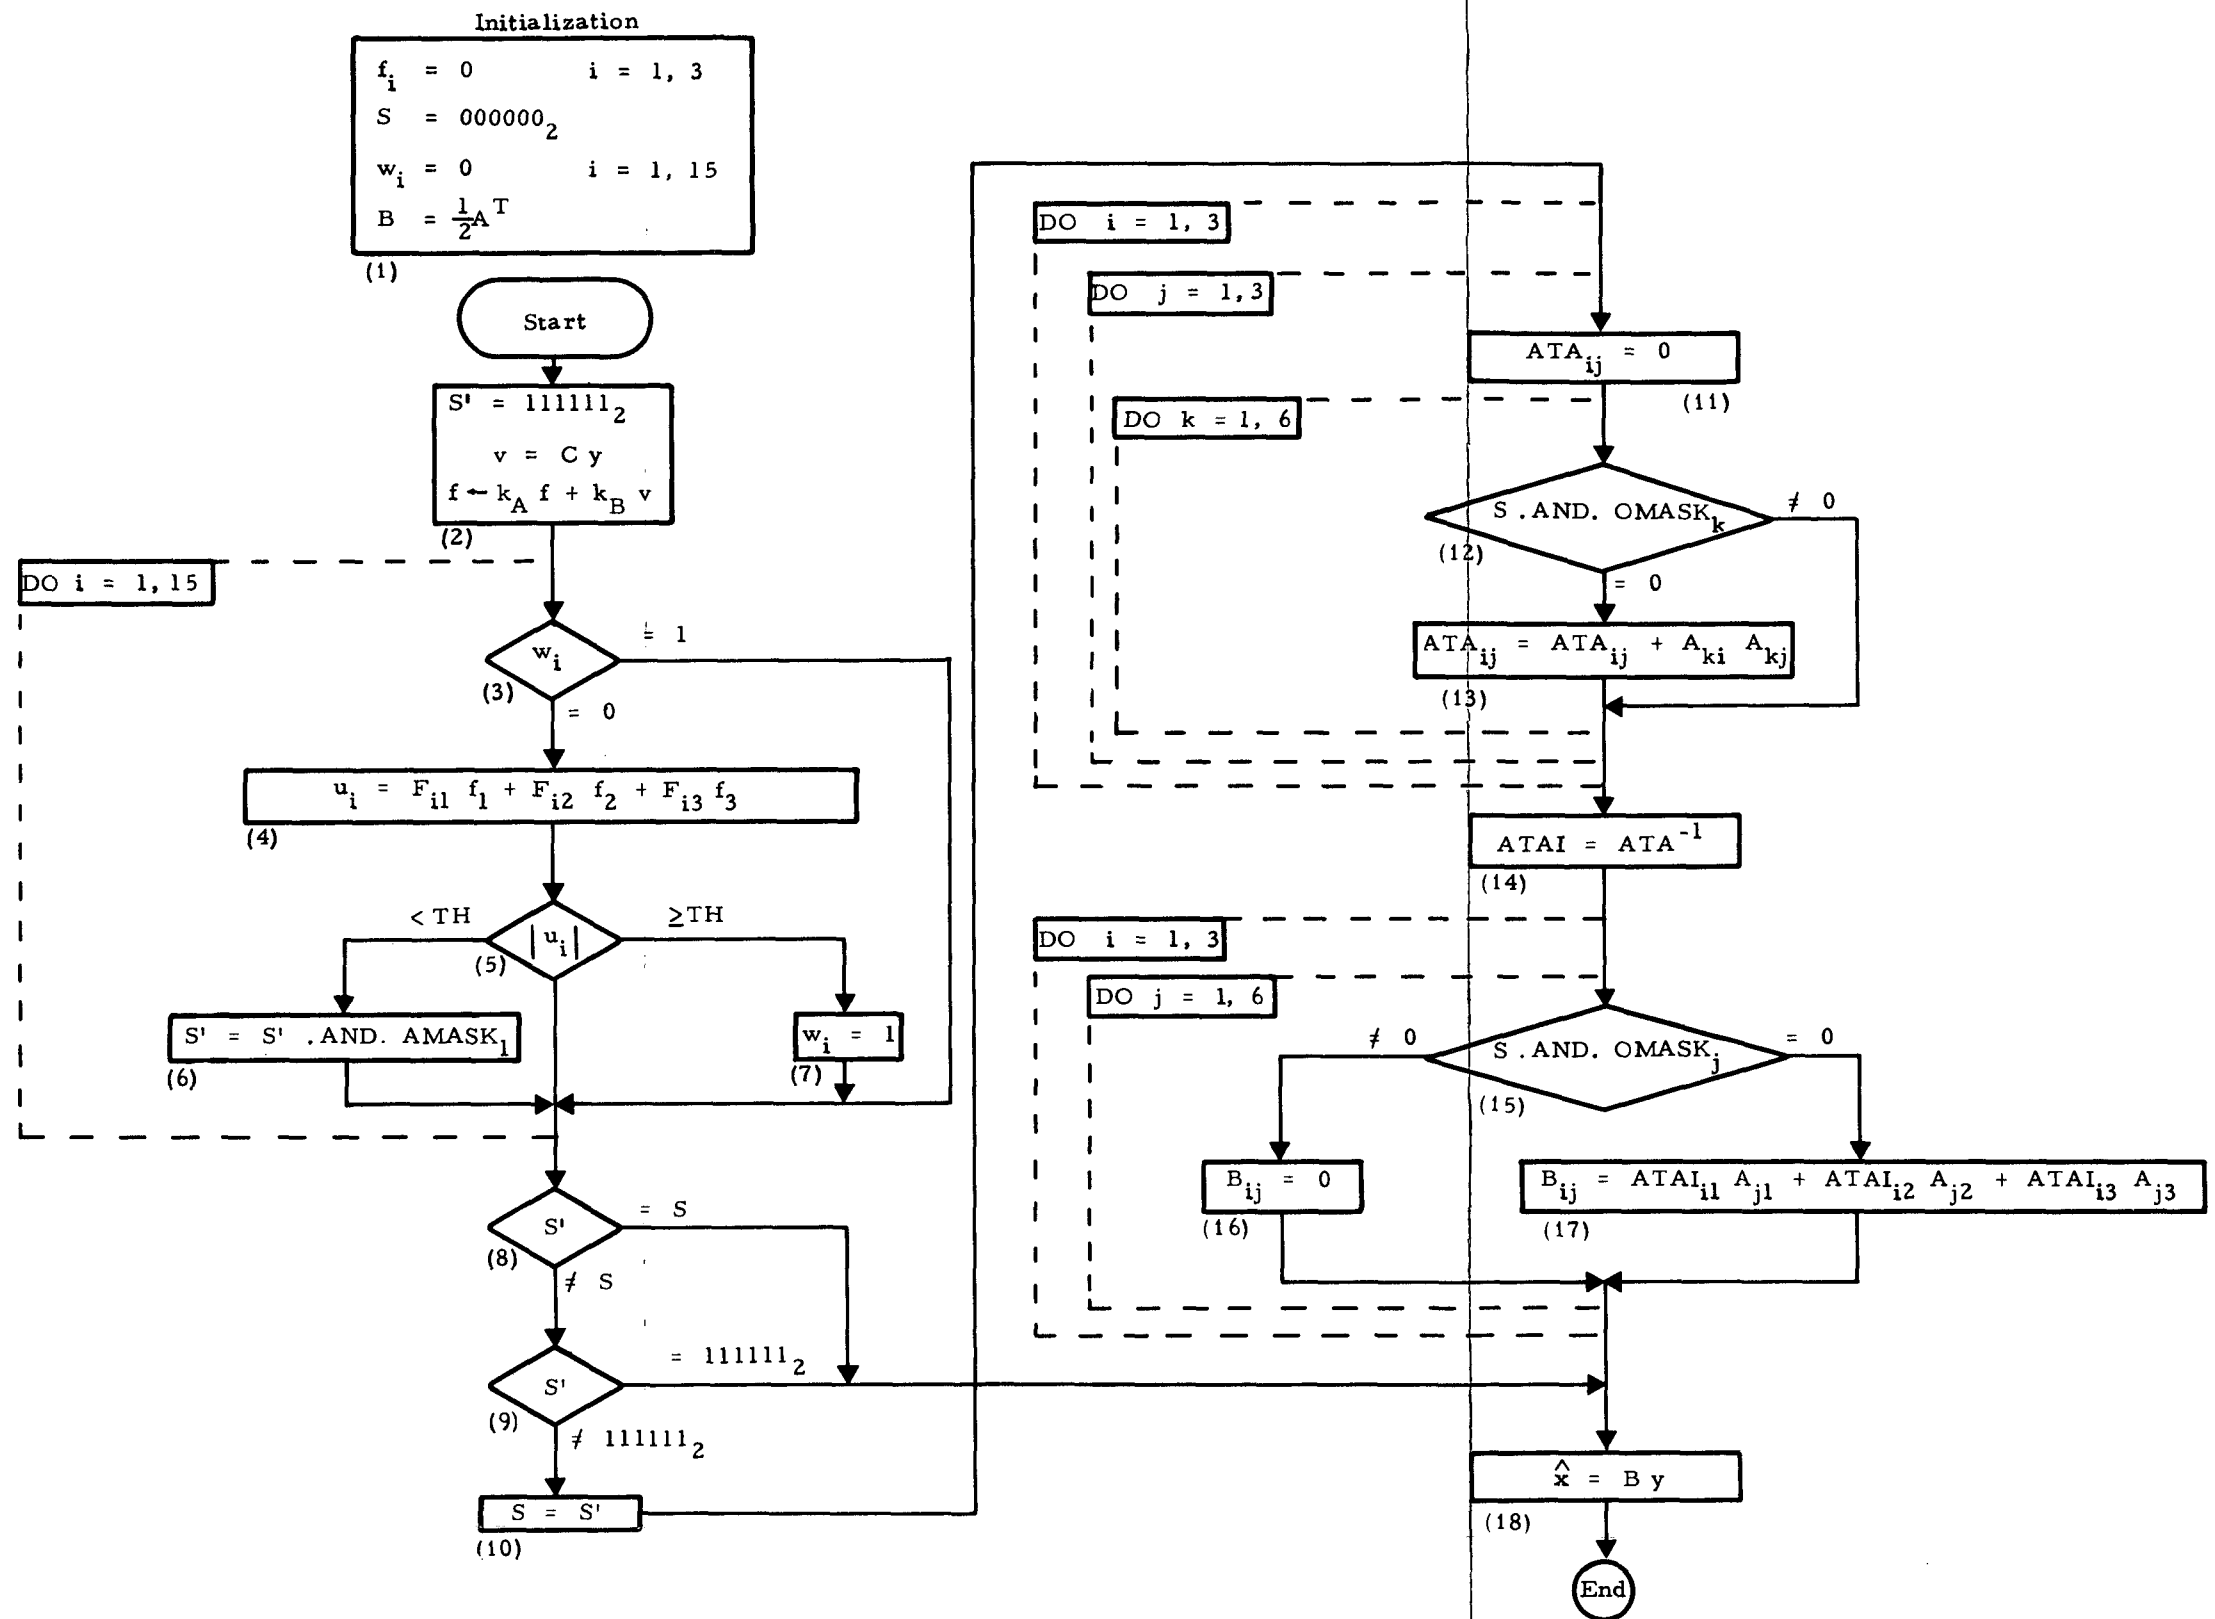 Initialization
f_i = 0 i = 1, 3
S = 000000_2
w_i = 0 i = 1, 15
B = 1/2 A^T
(1)
Start
S' = 111111_2
v = C y
f ← k_A f + k_B v
(2)
DO i = 1, 15
w_i
= 1
(3)
= 0
u_i = F_i1 f_1 + F_i2 f_2 + F_i3 f_3
(4)
< TH
≥TH
|u_i|
(5)
S' = S' .AND. AMASK_1
(6)
w_i = 1
(7)
S'
= S
(8)
≠ S
S'
= 111111_2
(9)
≠ 111111_2
S = S'
(10)
DO i = 1, 3
DO j = 1,3
ATA_ij = 0
(11)
DO k = 1, 6
S .AND. OMASK_k
≠ 0
(12)
= 0
ATA_ij = ATA_ij + A_ki A_kj
(13)
ATAI = ATA^-1
(14)
DO i = 1, 3
DO j = 1, 6
≠ 0
S .AND. OMASK_j
= 0
(15)
B_ij = 0
(16)
B_ij = ATAI_i1 A_j1 + ATAI_i2 A_j2 + ATAI_i3 A_j3
(17)
x̂ = B y
(18)
End